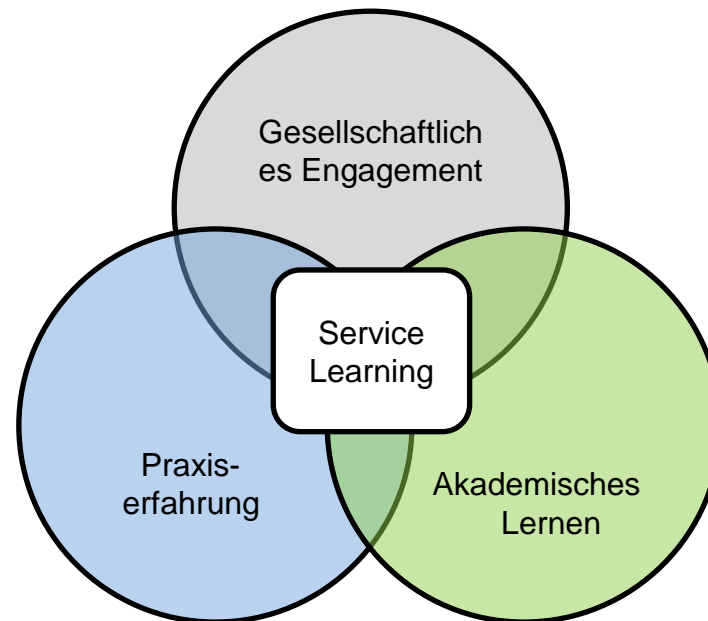 Gesellschaftlich
es Engagement
Service
Learning
Praxis-
erfahrung
Akademisches
Lernen